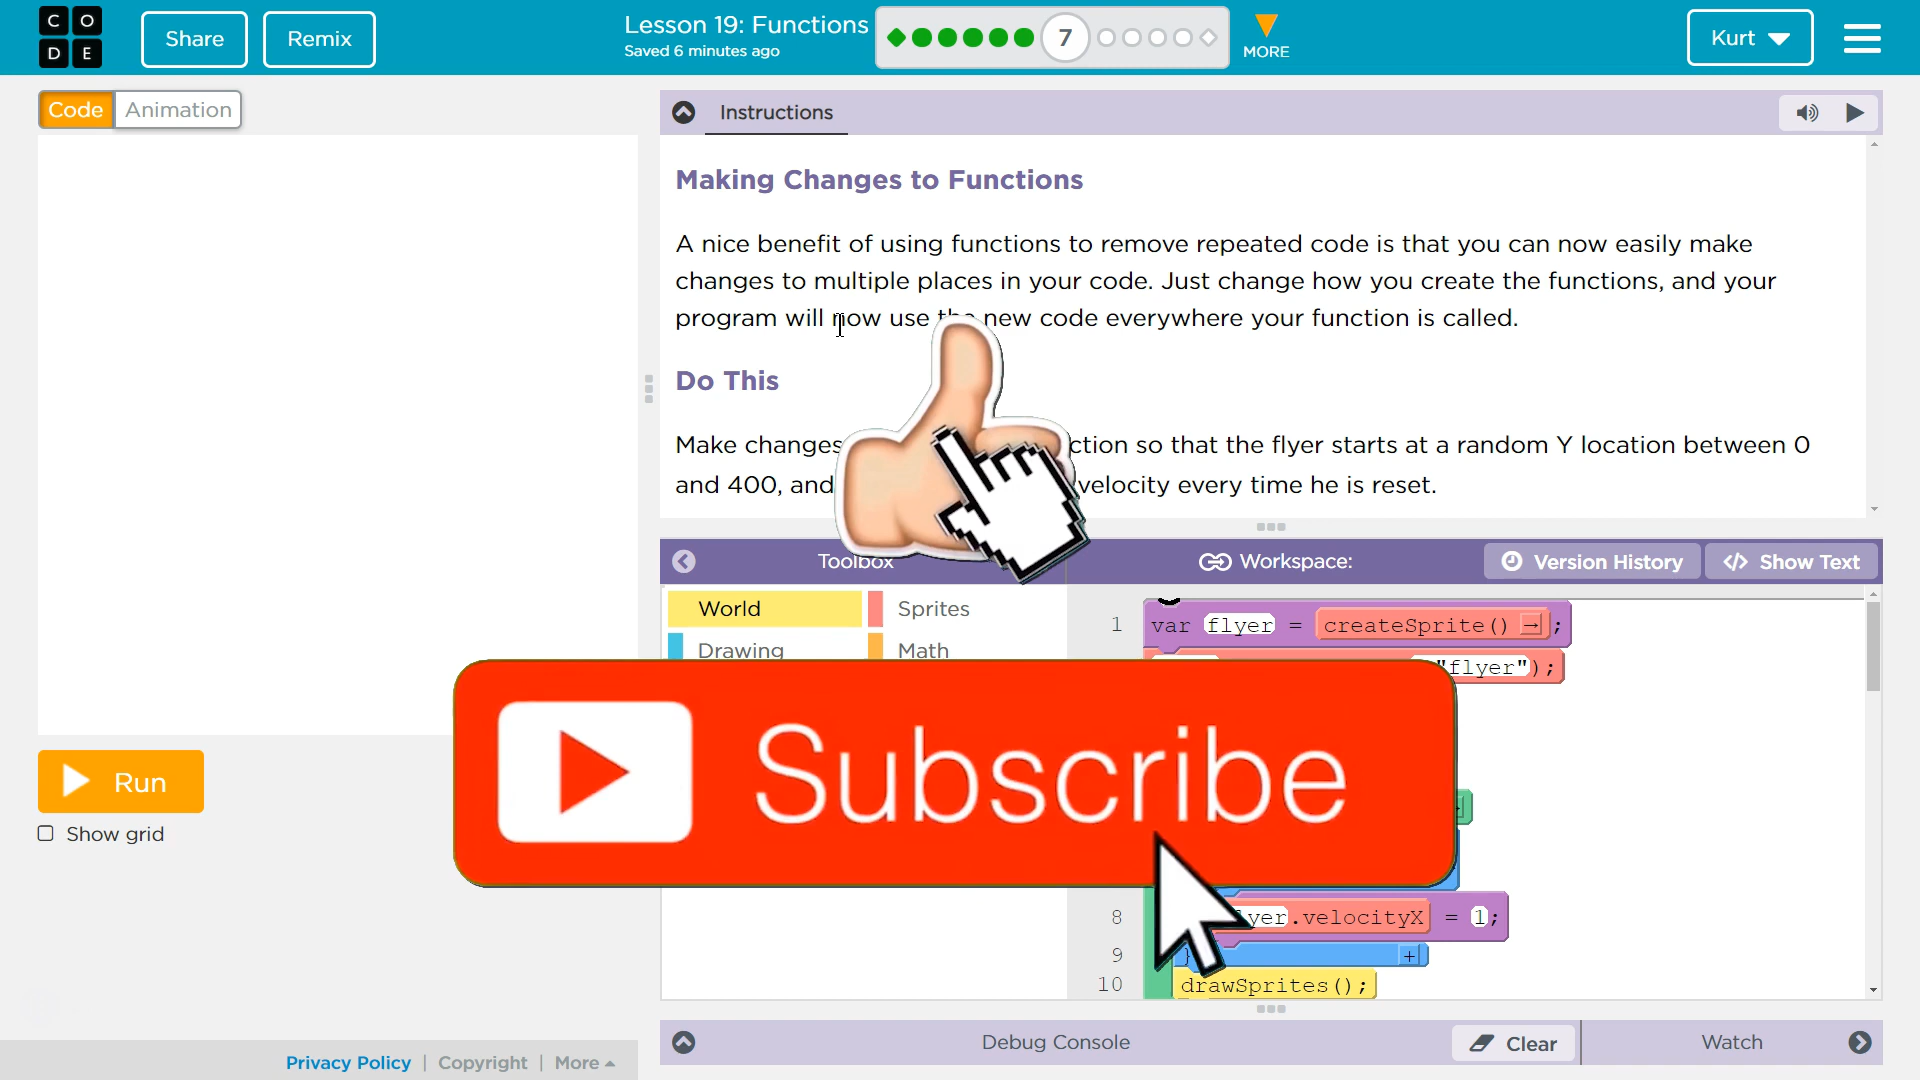 CODE
Share
Remix
Lesson 19: Functions
Saved 6 minutes ago
7
MORE
Kurt
Code
Animation
Instructions
Making Changes to Functions
A nice benefit of using functions to remove repeated code is that you can now easily make
changes to multiple places in your code. Just change how you create the functions, and your
program will now use the new code everywhere your function is called.
Do This
Make changes ction so that the flyer starts at a random Y location between 0
and 400, and velocity every time he is reset.
Toolbox
Workspace:
Version History
</> Show Text
World
Sprites
Drawing
Math
1 var flyer = createSprite() → ;
"flyer");
Subscribe
8 yer.velocityX = 1;
9 } +
10 drawSprites();
Run
Show grid
Privacy Policy | Copyright | More
Debug Console
Clear
Watch